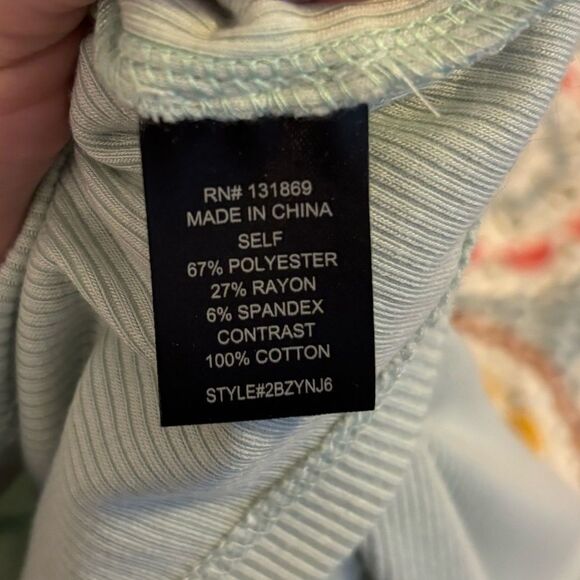 RN# 131869
MADE IN CHINA
SELF
67% POLYESTER
27% RAYON
6% SPANDEX
CONTRAST
100% COTTON
STYLE#2BZYNJ6